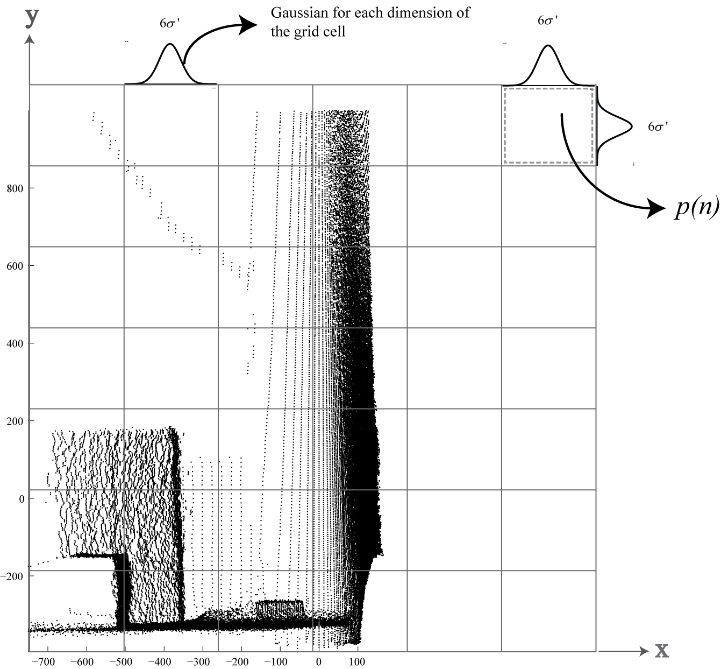 y
6σ'
Gaussian for each dimension of
the grid cell
6σ'
6σ'
p(n)
800
600
400
200
0
−200
−700 −600 −500 −400 −300 −200 −100 0 100
x